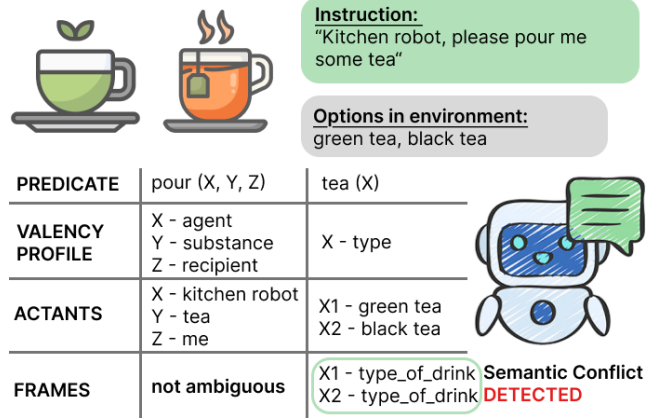 Instruction:
“Kitchen robot, please pour me
some tea“
Options in environment:
green tea, black tea
PREDICATE
pour (X, Y, Z)
tea (X)
VALENCY
PROFILE
X - agent
Y - substance
Z - recipient
X - type
ACTANTS
X - kitchen robot
Y - tea
Z - me
X1 - green tea
X2 - black tea
FRAMES
not ambiguous
X1 - type_of_drink
X2 - type_of_drink
Semantic Conflict
DETECTED